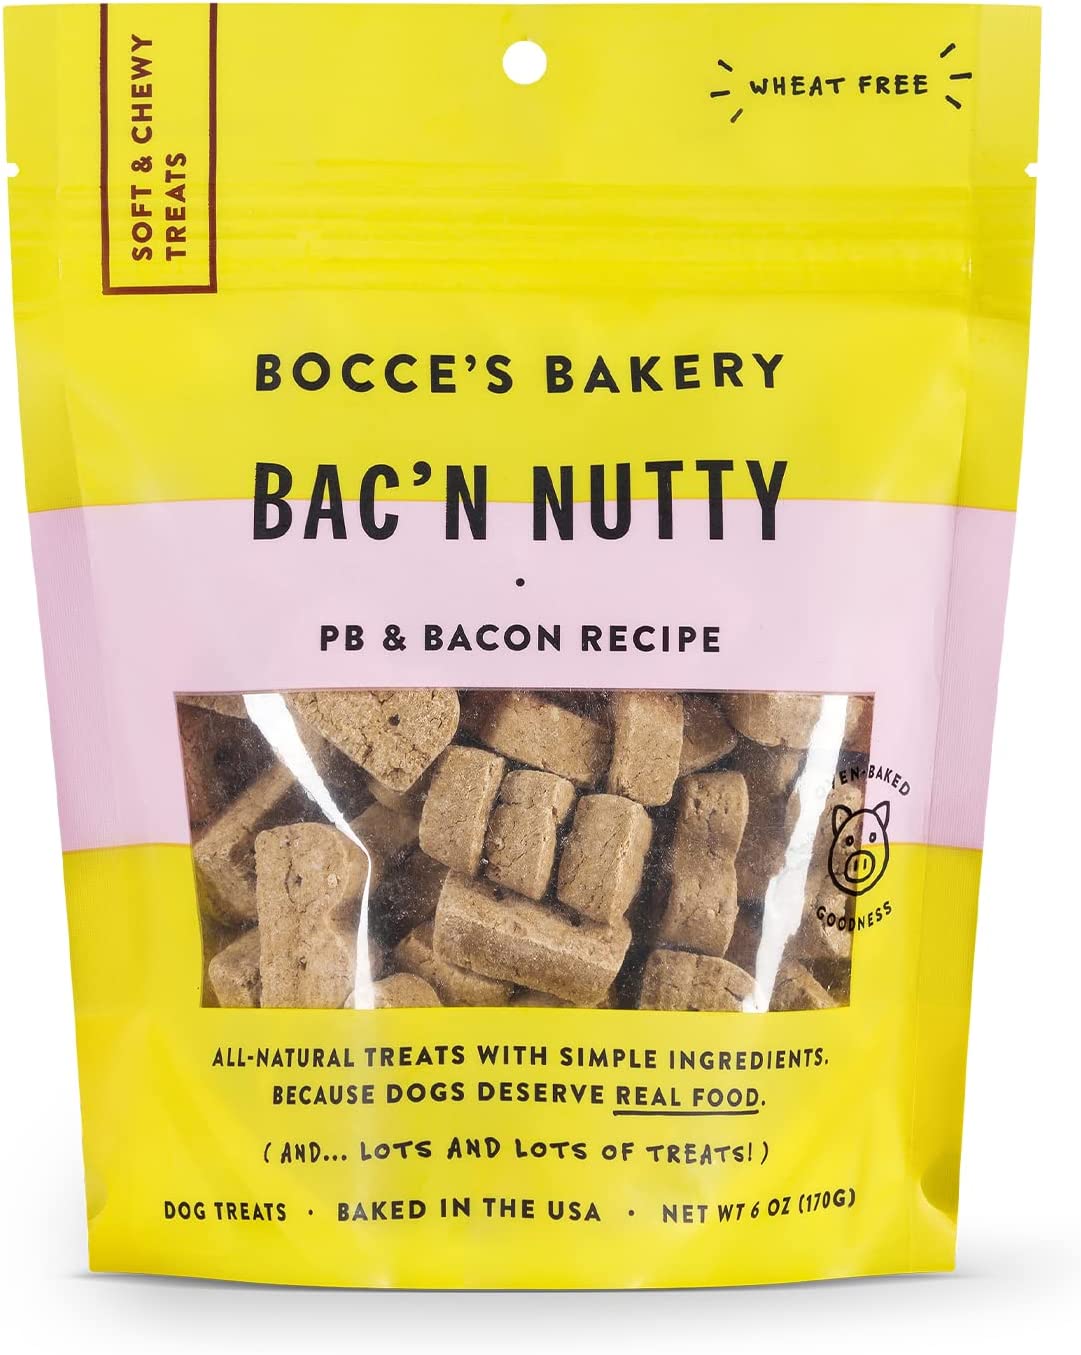 SOFT & CHEWY
TREATS
WHEAT FREE
BOCCE'S BAKERY
BAC'N NUTTY
•
PB & BACON RECIPE
OVEN-BAKED
GOODNESS
ALL-NATURAL TREATS WITH SIMPLE INGREDIENTS.
BECAUSE DOGS DESERVE REAL FOOD.
(AND... LOTS AND LOTS OF TREATS!)
DOG TREATS • BAKED IN THE USA • NET WT 6 OZ (170G)